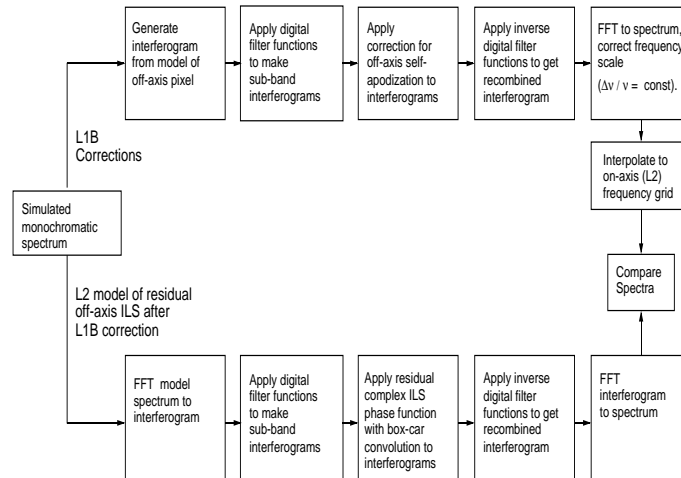 Generate
interferogram
from model of
off-axis pixel
Apply digital
filter functions
to make
sub-band
interferograms
Apply
correction for
off-axis self-
apodization to
interferograms
Apply inverse
digital filter
functions to get
recombined
interferogram
FFT to spectrum,
correct frequency
scale
(Δν / ν = const).
L1B
Corrections
Interpolate to
on-axis (L2)
frequency grid
Simulated
monochromatic
spectrum
Compare
Spectra
L2 model of residual
off-axis ILS after
L1B correction
FFT model
spectrum to
interferogram
Apply digital
filter functions
to make
sub-band
interferograms
Apply residual
complex ILS
phase function
with box-car
convolution to
interferograms
Apply inverse
digital filter
functions to get
recombined
interferogram
FFT
interferogram
to spectrum